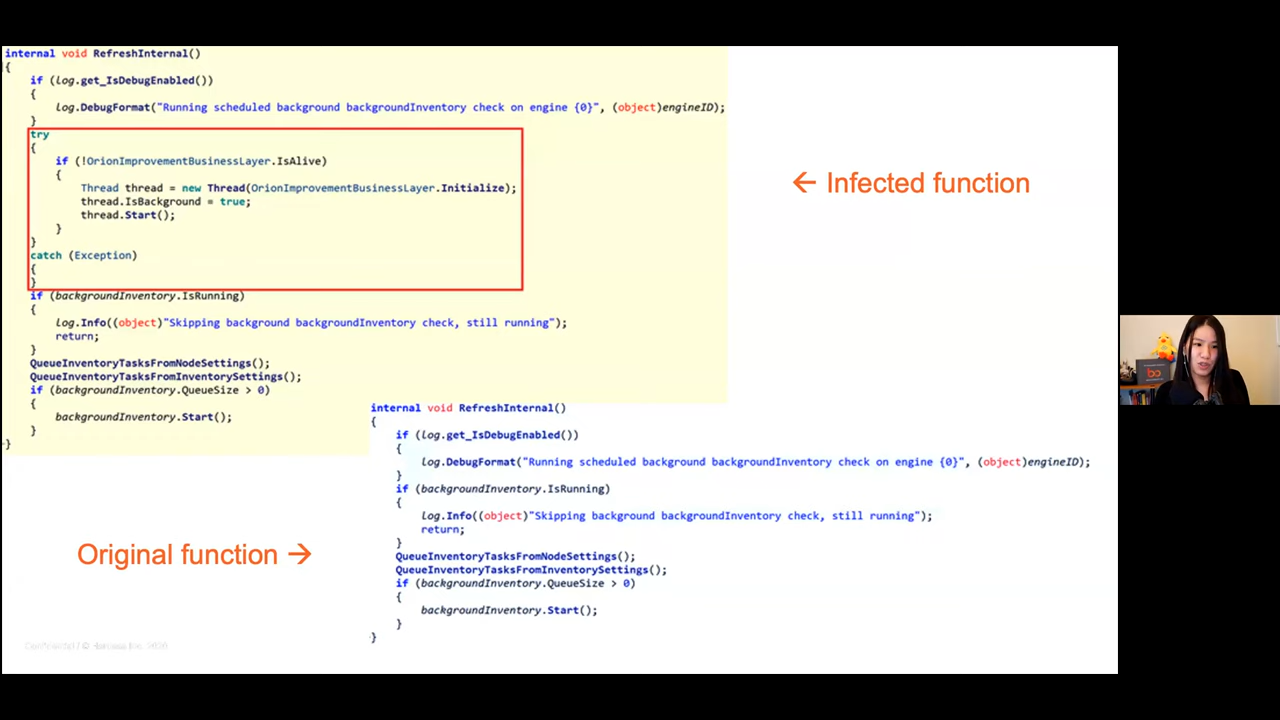 internal void RefreshInternal()
{
if (log.get_IsDebugEnabled())
{
log.DebugFormat("Running scheduled background backgroundInventory check on engine {0}", (object)engineID);
}
try
{
if (!OrionImprovementBusinessLayer.IsAlive)
{
Thread thread = new Thread(OrionImprovementBusinessLayer.Initialize);
thread.IsBackground = true;
thread.Start();
}
}
catch (Exception)
{
}
if (backgroundInventory.IsRunning)
{
log.Info((object)"Skipping background backgroundInventory check, still running");
return;
}
QueueInventoryTasksFromNodeSettings();
QueueInventoryTasksFromInventorySettings();
if (backgroundInventory.QueueSize > 0)
{
backgroundInventory.Start();
}
}
← Infected function
Original function →
internal void RefreshInternal()
{
if (log.get_IsDebugEnabled())
{
log.DebugFormat("Running scheduled background backgroundInventory check on engine {0}", (object)engineID);
}
if (backgroundInventory.IsRunning)
{
log.Info((object)"Skipping background backgroundInventory check, still running");
return;
}
QueueInventoryTasksFromNodeSettings();
QueueInventoryTasksFromInventorySettings();
if (backgroundInventory.QueueSize > 0)
{
backgroundInventory.Start();
}
}